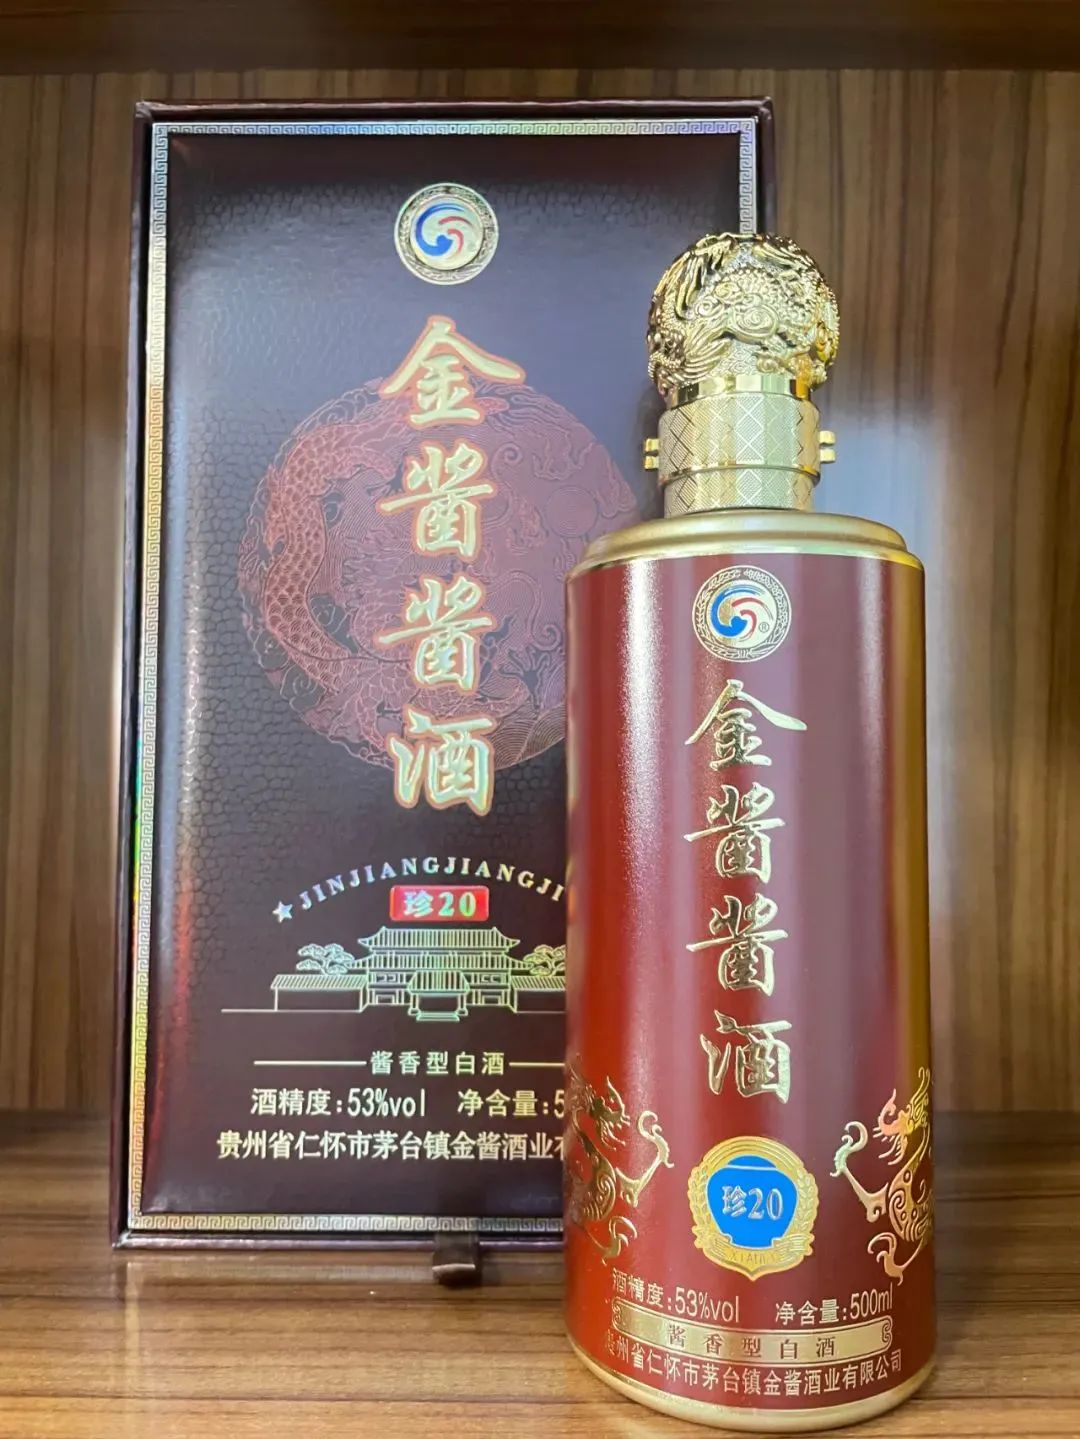 金酱酱酒
JINJIANGJIANGJI
珍20
酱香型白酒
酒精度:53%vol 净含量:5
贵州省仁怀市茅台镇金酱酒业有
®
金酱酱酒
珍20
酒精度:53%vol 净含量:500ml
酱香型白酒
贵州省仁怀市茅台镇金酱酒业有限公司